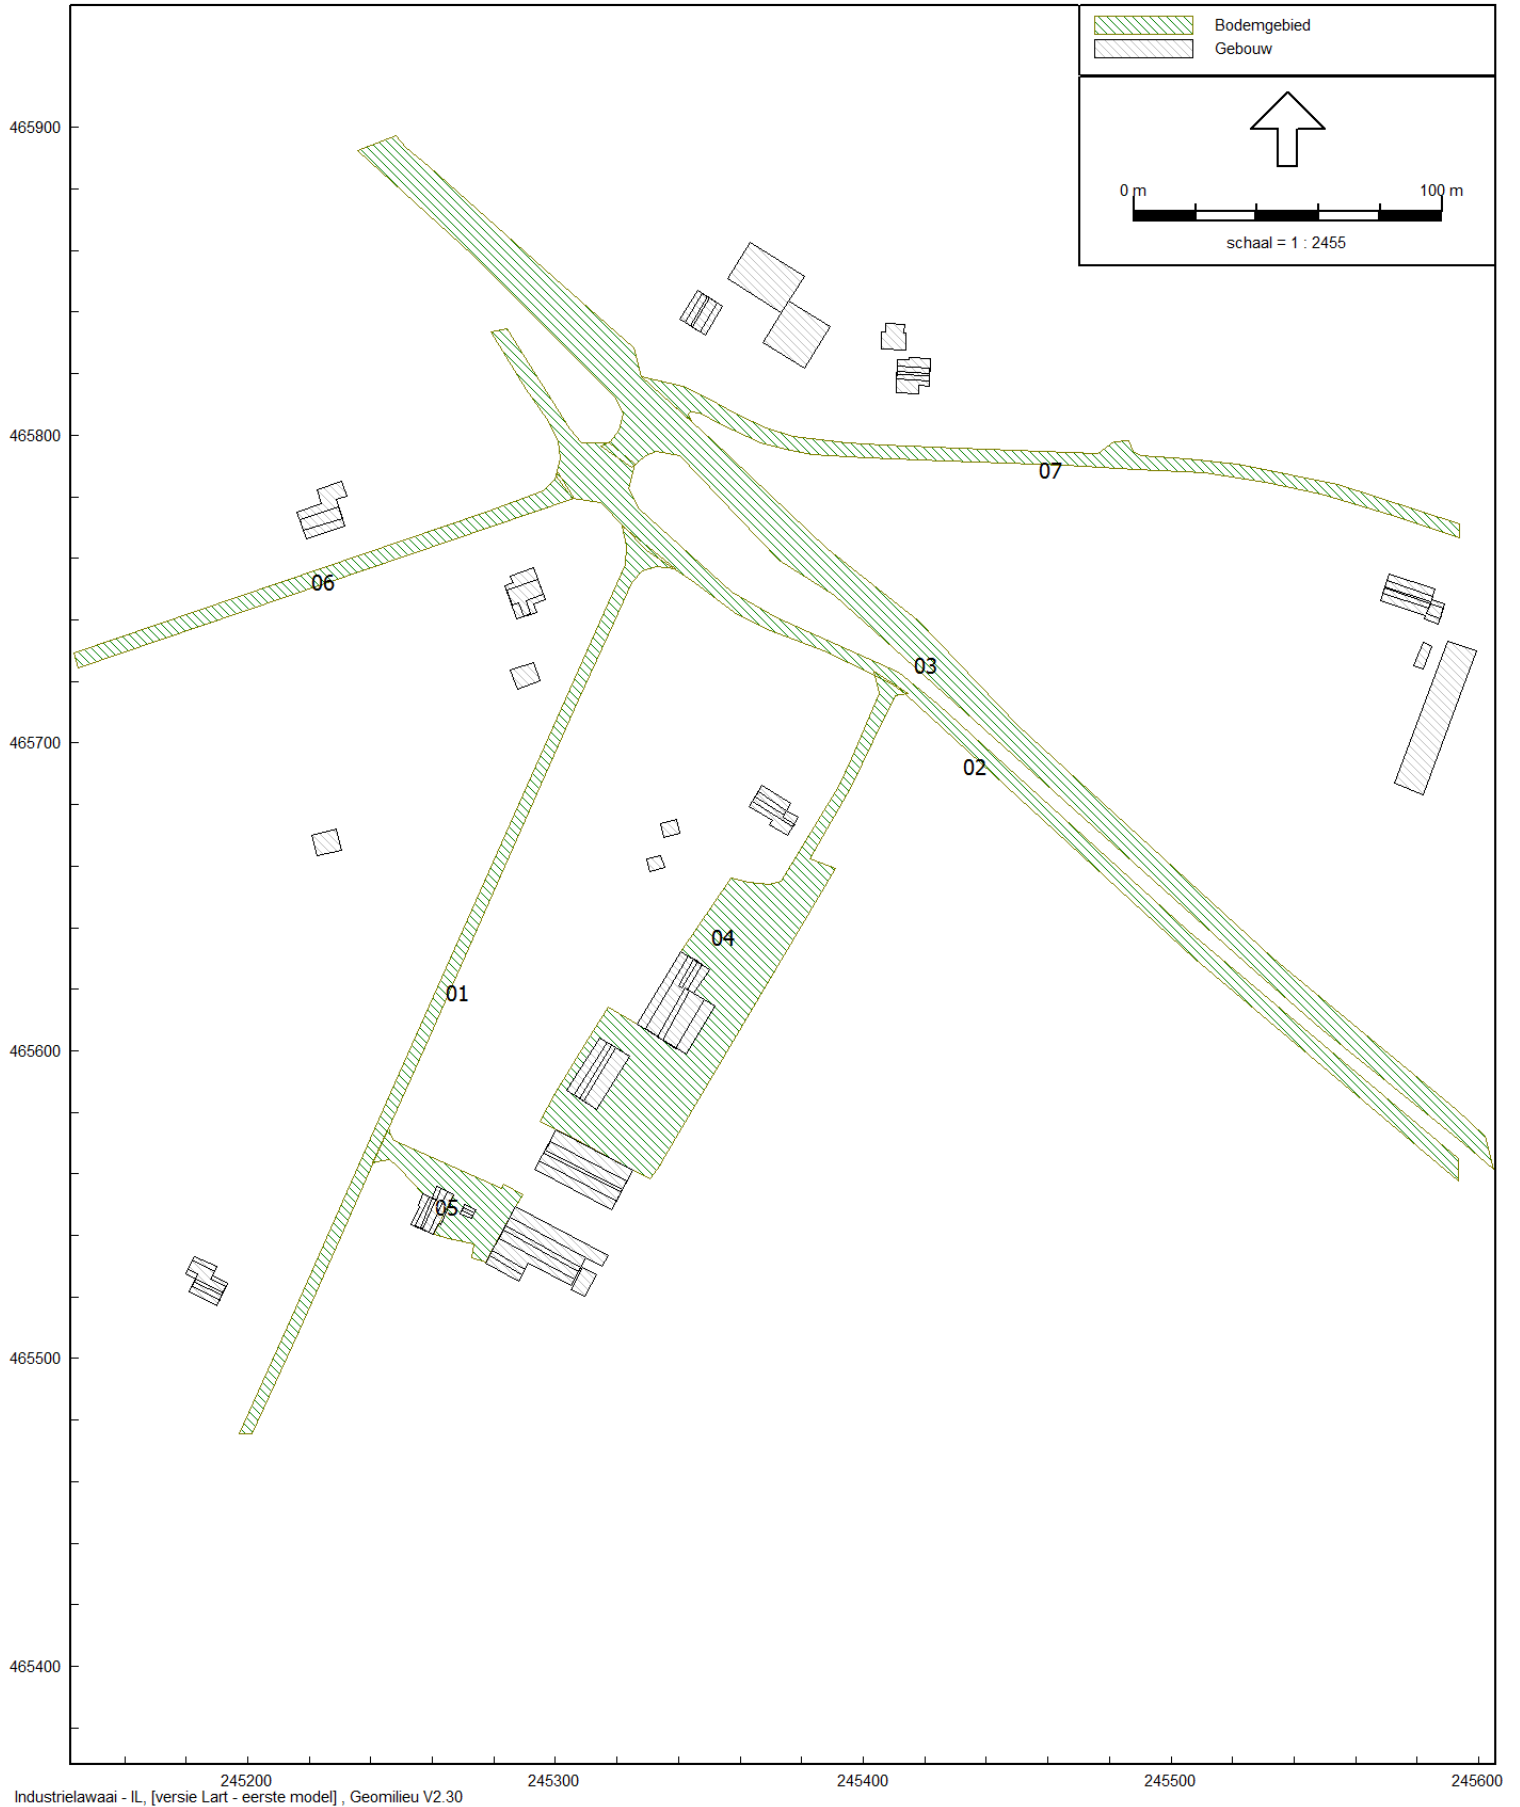 Bodemgebied
Gebouw
0 m 100 m
schaal = 1 : 2455
465900
465800
465700
465600
465500
465400
07
06
03
02
04
01
05
245200 245300 245400 245500 245600
Industrielawaai - IL, [versie Lart - eerste model] , Geomilieu V2.30